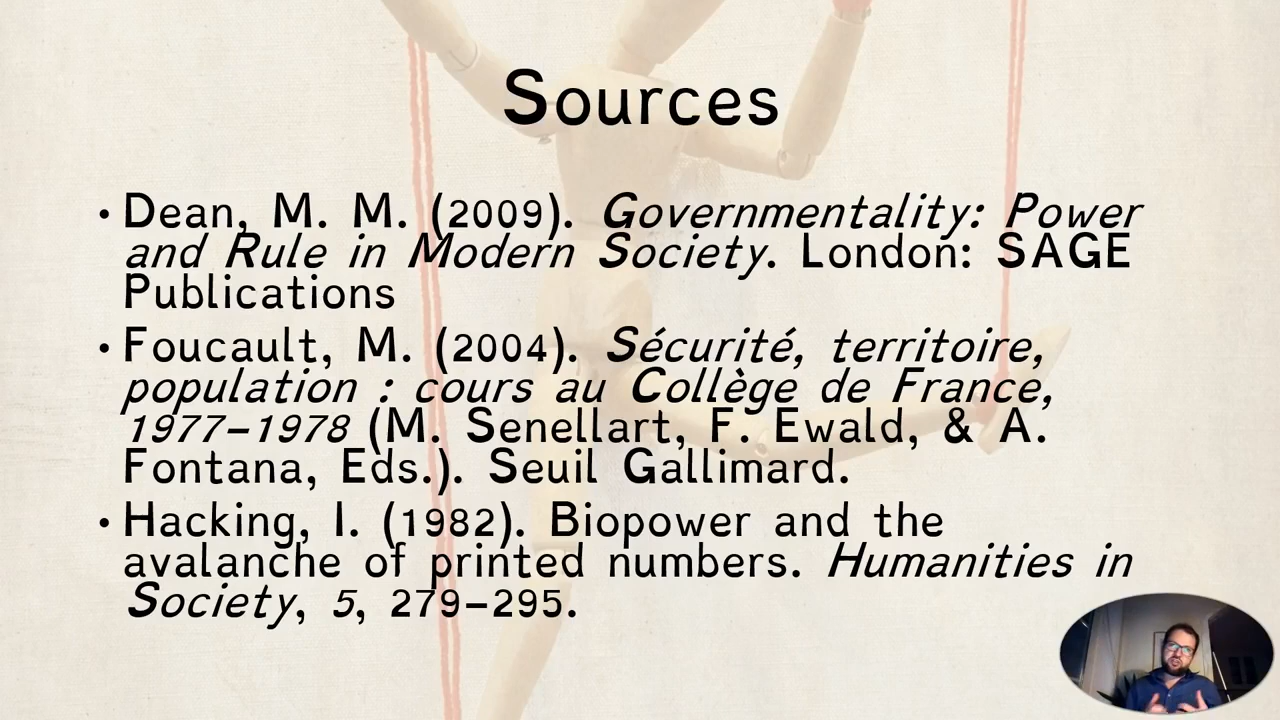 Sources
• Dean, M. M. (2009). Governmentality: Power
and Rule in Modern Society. London: SAGE
Publications
• Foucault, M. (2004). Sécurité, territoire,
population : cours au Collège de France,
1977–1978 (M. Senellart, F. Ewald, & A.
Fontana, Eds.). Seuil Gallimard.
• Hacking, I. (1982). Biopower and the
avalanche of printed numbers. Humanities in
Society, 5, 279–295.